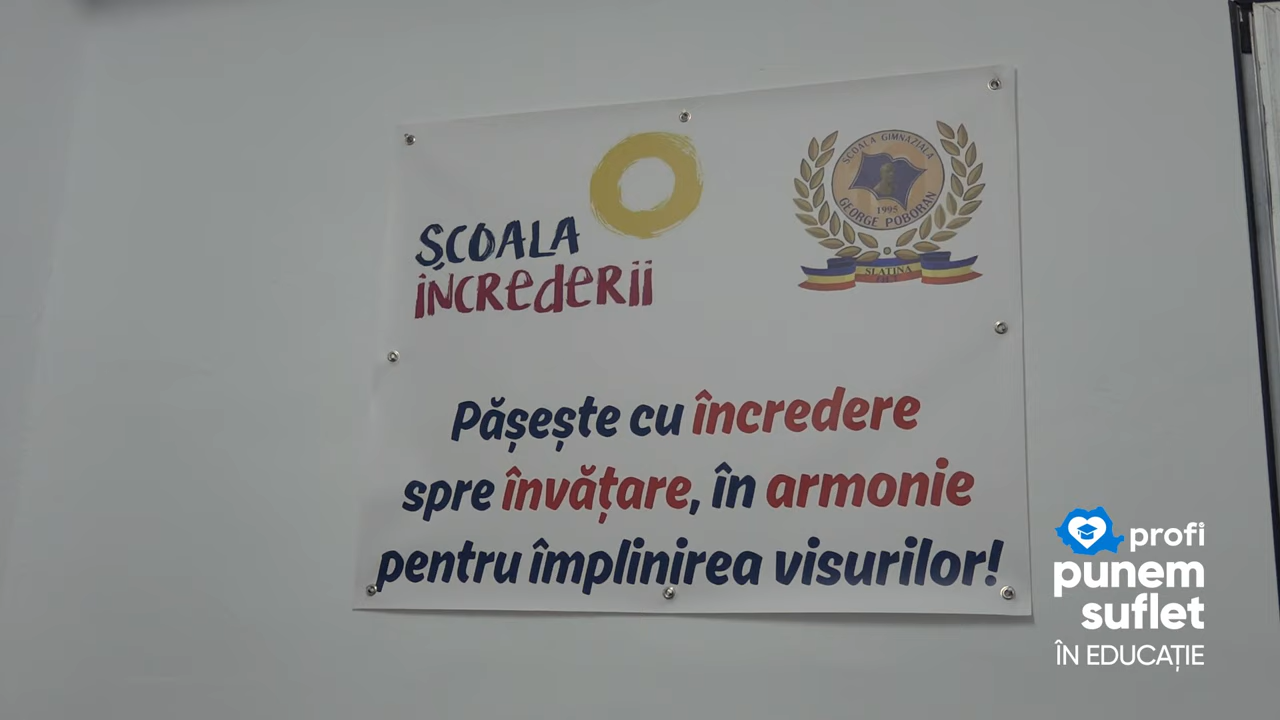 ȘCOALA
ÎNCREDERII
ȘCOALA GIMNAZIALA
1995
GEORGE POBORAN
SLATINA
Pășește cu încredere
spre învățare, în armonie
pentru împlinirea visurilor!
profi
punem
suflet
ÎN EDUCAȚIE